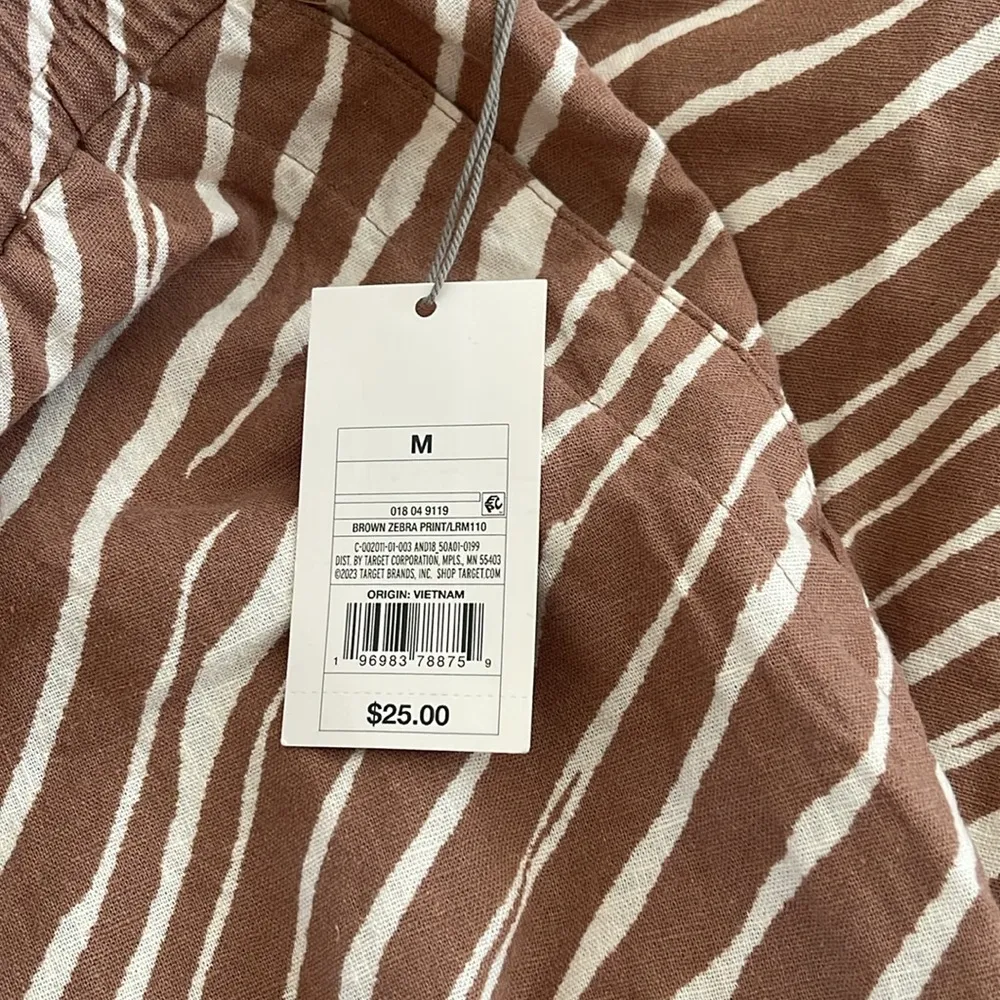 M
018 04 9119
BROWN ZEBRA PRINT/LRM110
C-002011-01-003 AND18_50A01-0199
DIST. BY TARGET CORPORATION, MPLS., MN 55403
©2023 TARGET BRANDS, INC. SHOP TARGET.COM
ORIGIN: VIETNAM
1 96983 78875 9
$25.00